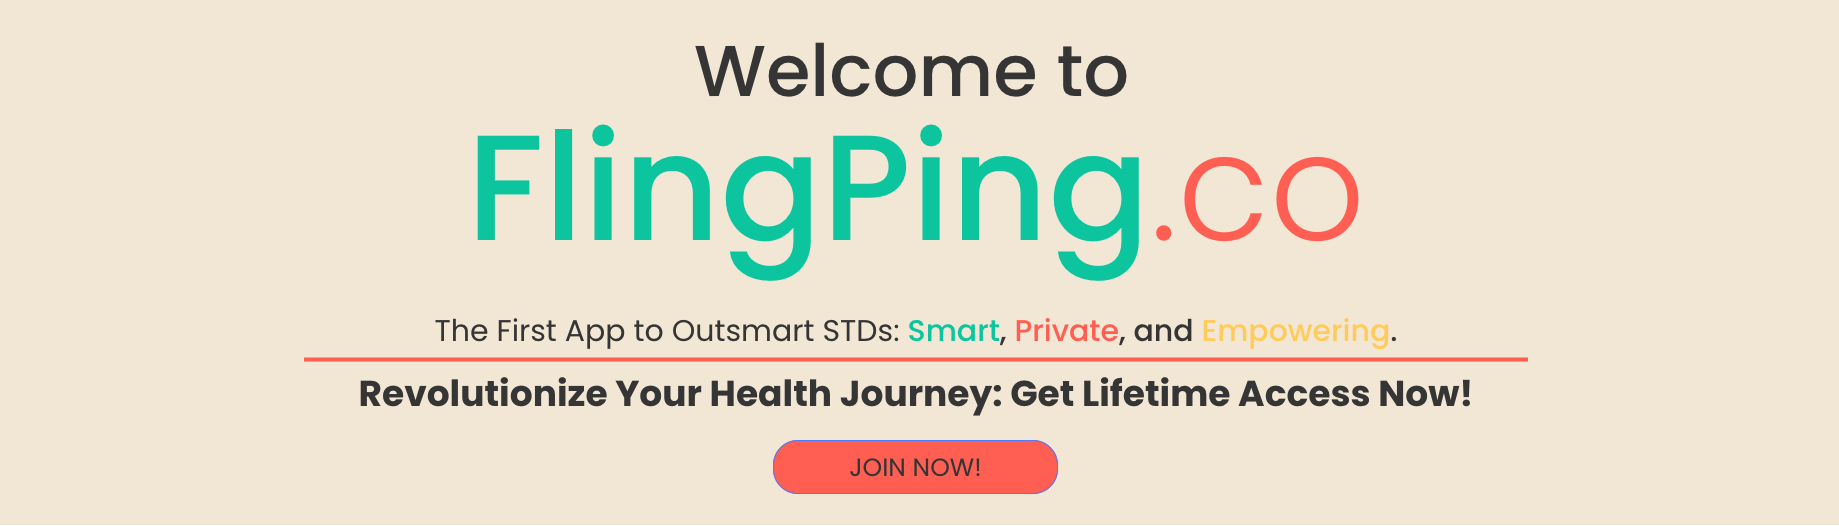 Welcome to
FlingPing.co
The First App to Outsmart STDs: Smart, Private, and Empowering.
Revolutionize Your Health Journey: Get Lifetime Access Now!
JOIN NOW!